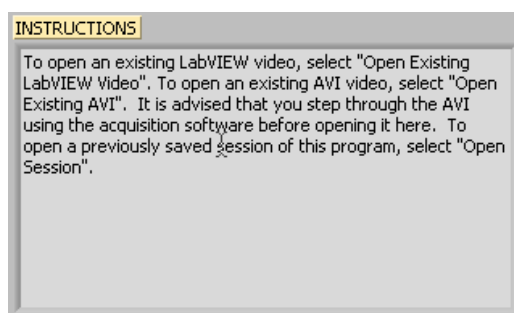 INSTRUCTIONS
To open an existing LabVIEW video, select "Open Existing
LabVIEW Video". To open an existing AVI video, select "Open
Existing AVI".  It is advised that you step through the AVI
using the acquisition software before opening it here.  To
open a previously saved session of this program, select "Open
Session".